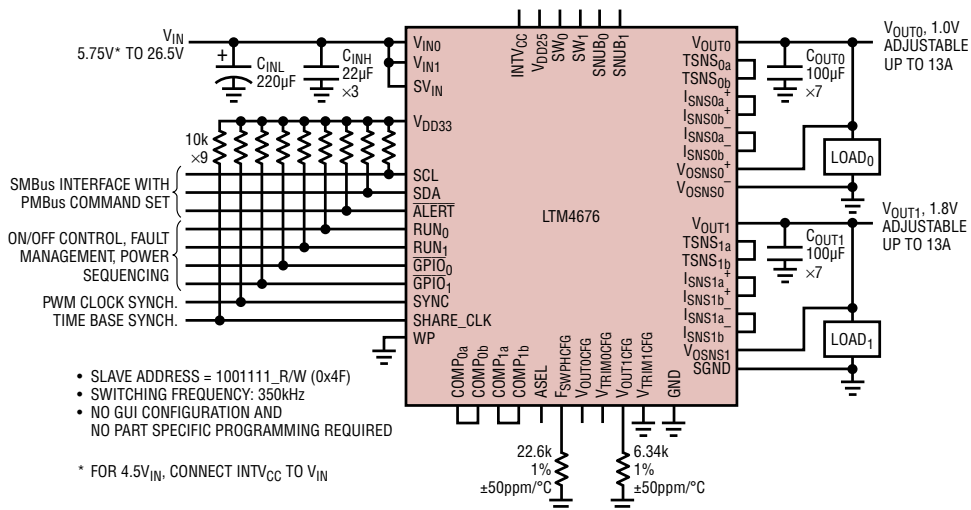 INTVCC
VDD25
SW0
SW1
SNUB0
SNUB1
VIN
5.75V* TO 26.5V
+
CINL
220µF
CINH
22µF
×3
VIN0
VIN1
SVIN
VDD33
10k
×9
SMBus INTERFACE WITH
PMBus COMMAND SET
ON/OFF CONTROL, FAULT
MANAGEMENT, POWER
SEQUENCING
PWM CLOCK SYNCH.
TIME BASE SYNCH.
SCL
SDA
ALERT
RUN0
RUN1
GPIO0
GPIO1
SYNC
SHARE_CLK
WP
LTM4676
VOUT0
TSNS0a
TSNS0b
ISNS0a+
ISNS0b+
ISNS0a–
ISNS0b–
VOSNS0+
VOSNS0–
VOUT1
TSNS1a
TSNS1b
ISNS1a+
ISNS1b+
ISNS1a–
ISNS1b–
VOSNS1
SGND
COUT0
100µF
×7
VOUT0, 1.0V
ADJUSTABLE
UP TO 13A
LOAD0
COUT1
100µF
×7
VOUT1, 1.8V
ADJUSTABLE
UP TO 13A
LOAD1
COMP0a
COMP0b
COMP1a
COMP1b
ASEL
FSWPHCFG
VOUT0CFG
VTRIM0CFG
VOUT1CFG
VTRIM1CFG
GND
22.6k
1%
±50ppm/°C
6.34k
1%
±50ppm/°C
• SLAVE ADDRESS = 1001111_R/W (0x4F)
• SWITCHING FREQUENCY: 350kHz
• NO GUI CONFIGURATION AND
NO PART SPECIFIC PROGRAMMING REQUIRED
* FOR 4.5VIN, CONNECT INTVCC TO VIN